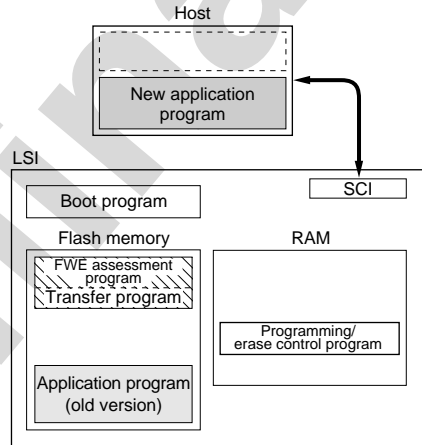 Host
New application
program
LSI
SCI
Boot program
Flash memory
RAM
FWE assessment
program
Transfer program
Programming/
erase control program
Application program
(old version)